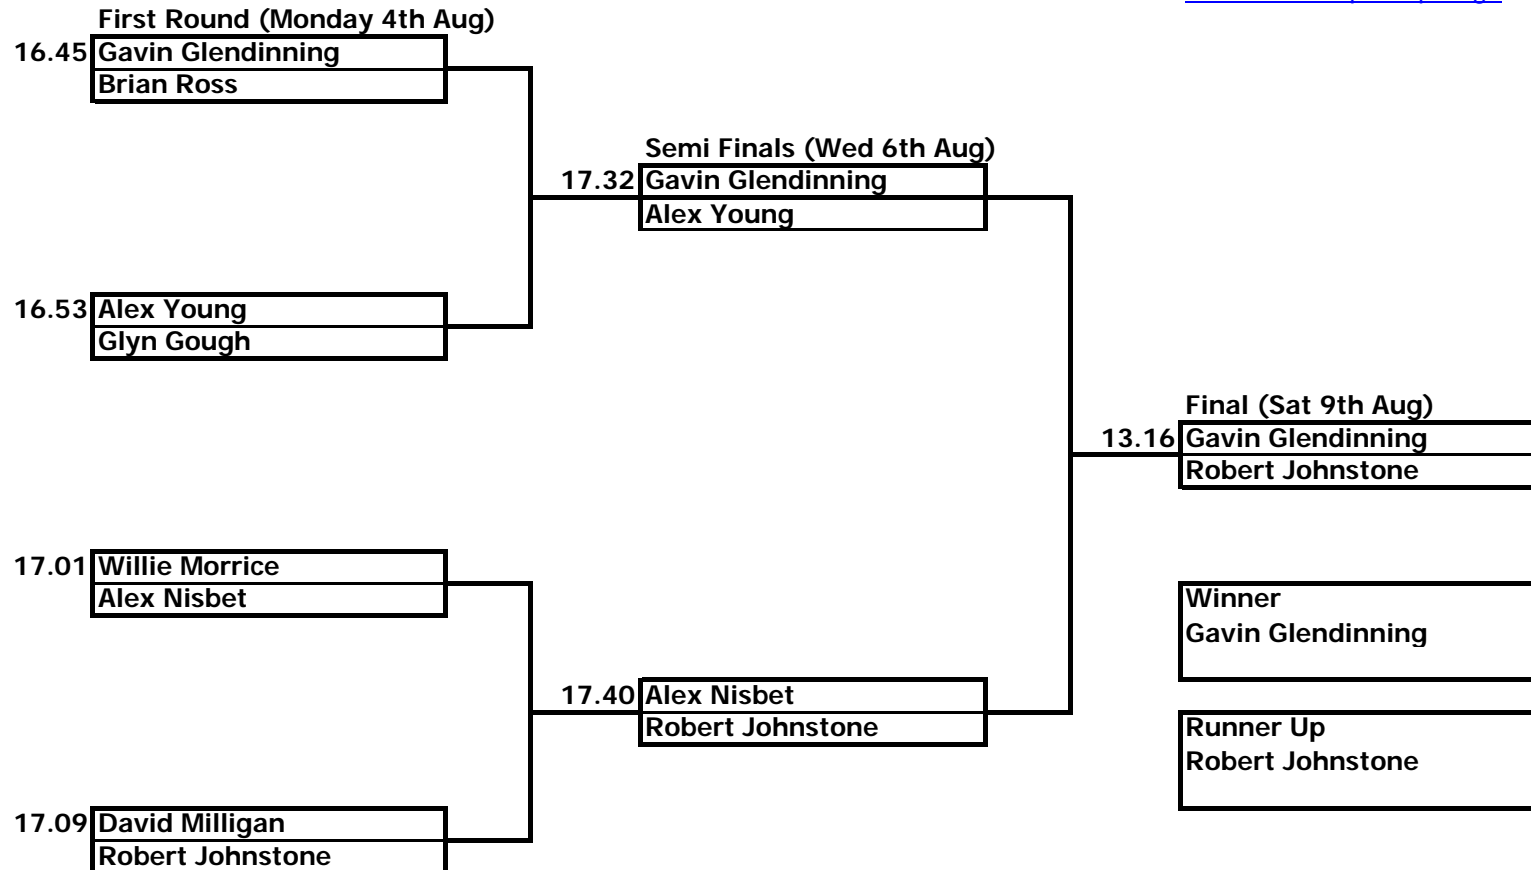 First Round (Monday 4th Aug)
16.45 Gavin Glendinning
Brian Ross
Semi Finals (Wed 6th Aug)
17.32 Gavin Glendinning
Alex Young
16.53 Alex Young
Glyn Gough
Final (Sat 9th Aug)
13.16 Gavin Glendinning
Robert Johnstone
17.01 Willie Morrice
Alex Nisbet
Winner
Gavin Glendinning
17.40 Alex Nisbet
Robert Johnstone
Runner Up
Robert Johnstone
17.09 David Milligan
Robert Johnstone